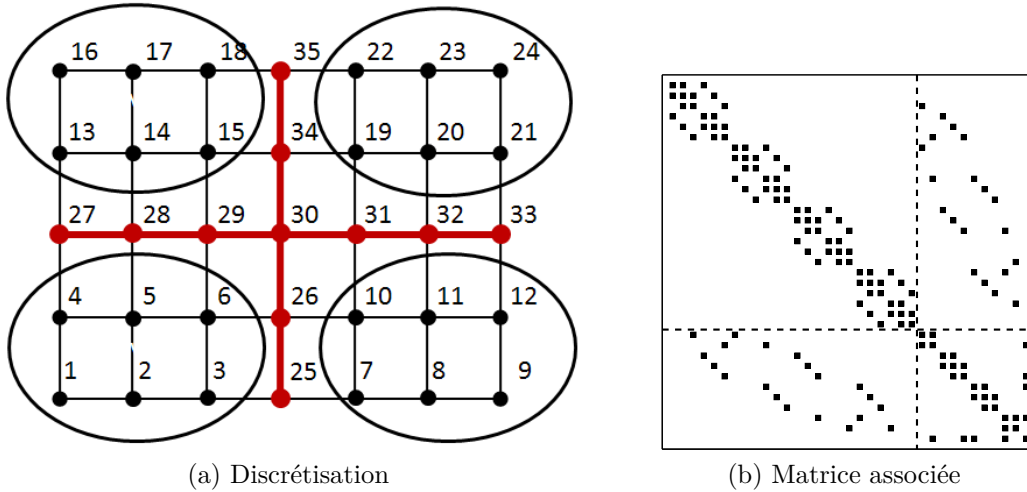 16 17 18 35 22 23 24
13 14 15 34 19 20 21
27 28 29 30 31 32 33
4 5 6 26 10 11 12
1 2 3 25 7 8 9
(a) Discrétisation
(b) Matrice associée